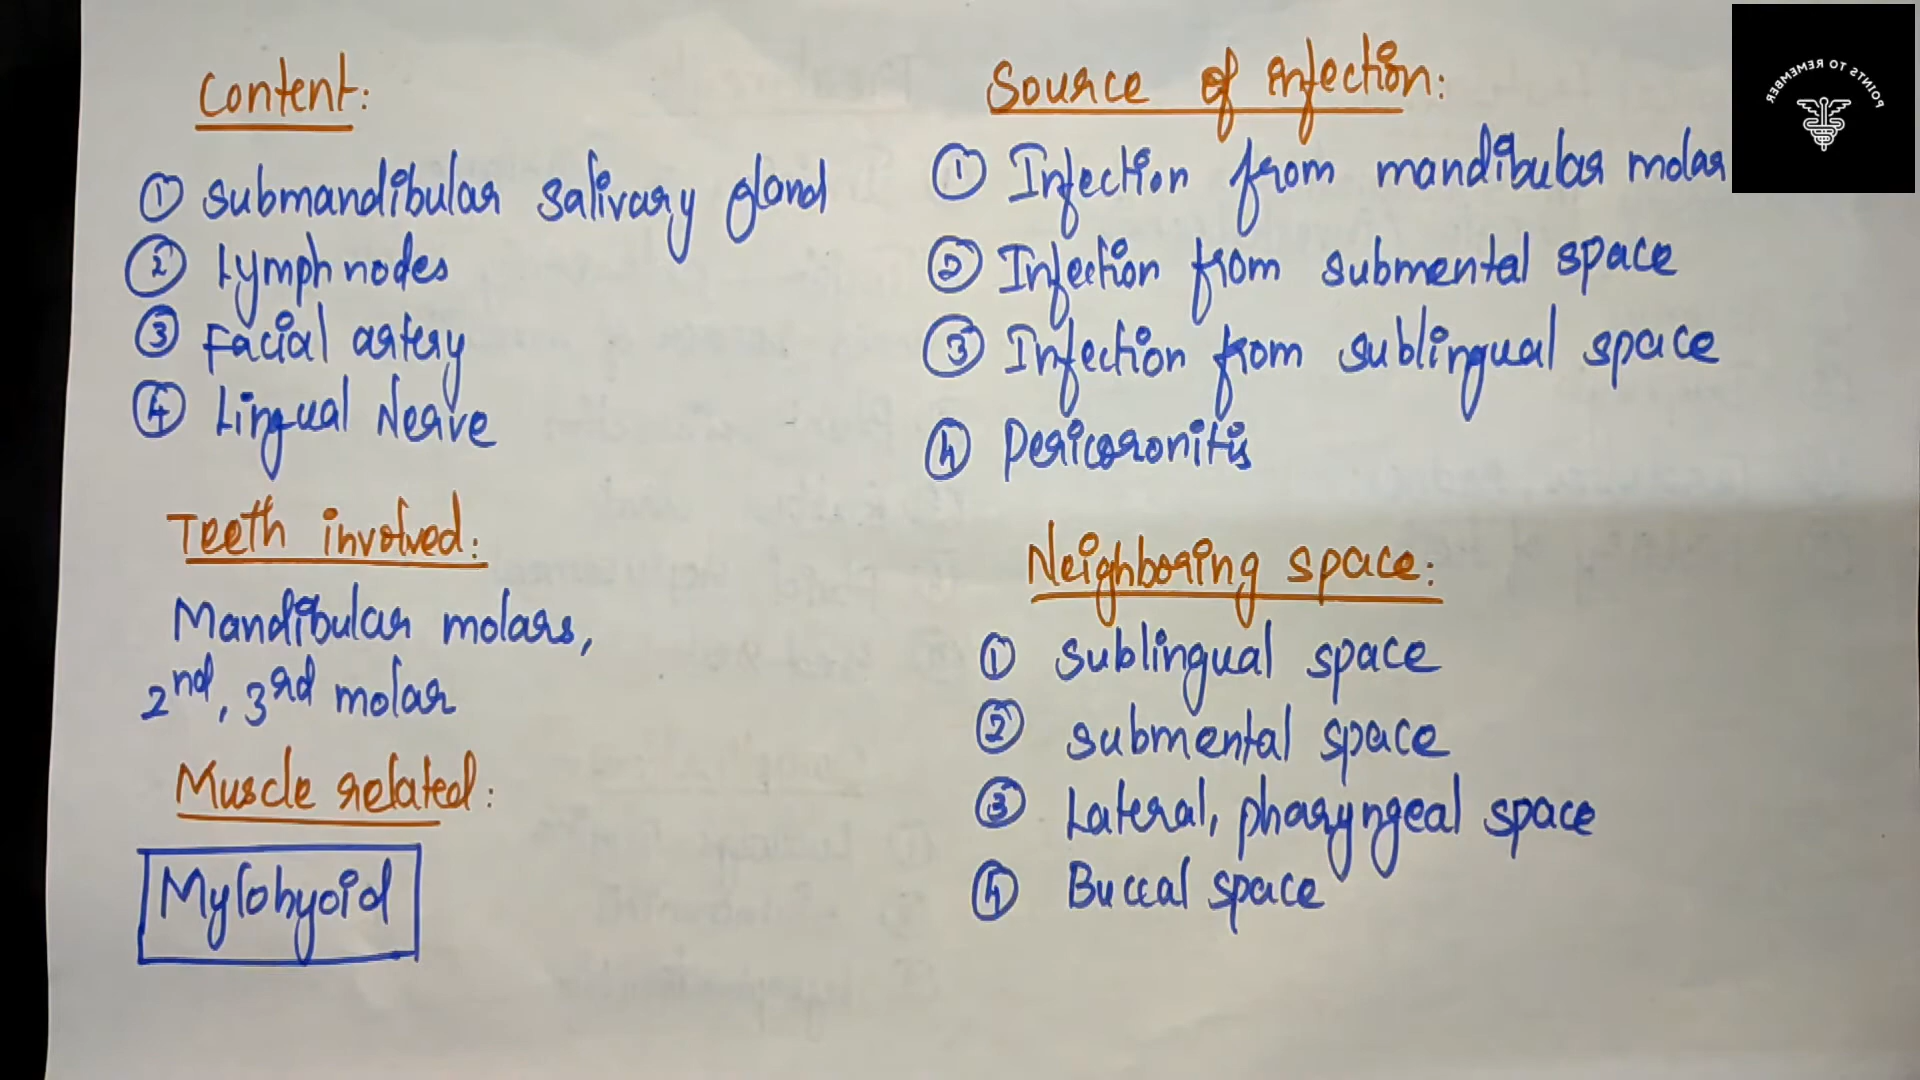 Content:
① submandibular salivary gland
② Lymph nodes
③ Facial artery
④ Lingual Nerve
Teeth involved:
Mandibular molars,
2nd, 3rd molar
Muscle related:
Mylohyoid
Source of infection:
① Infection from mandibular molar
② Infection from submental space
③ Infection from sublingual space
④ Pericoronitis
Neighboring space:
① sublingual space
② submental space
③ Lateral, pharyngeal space
④ Buccal space
POINTS TO REMEMBER